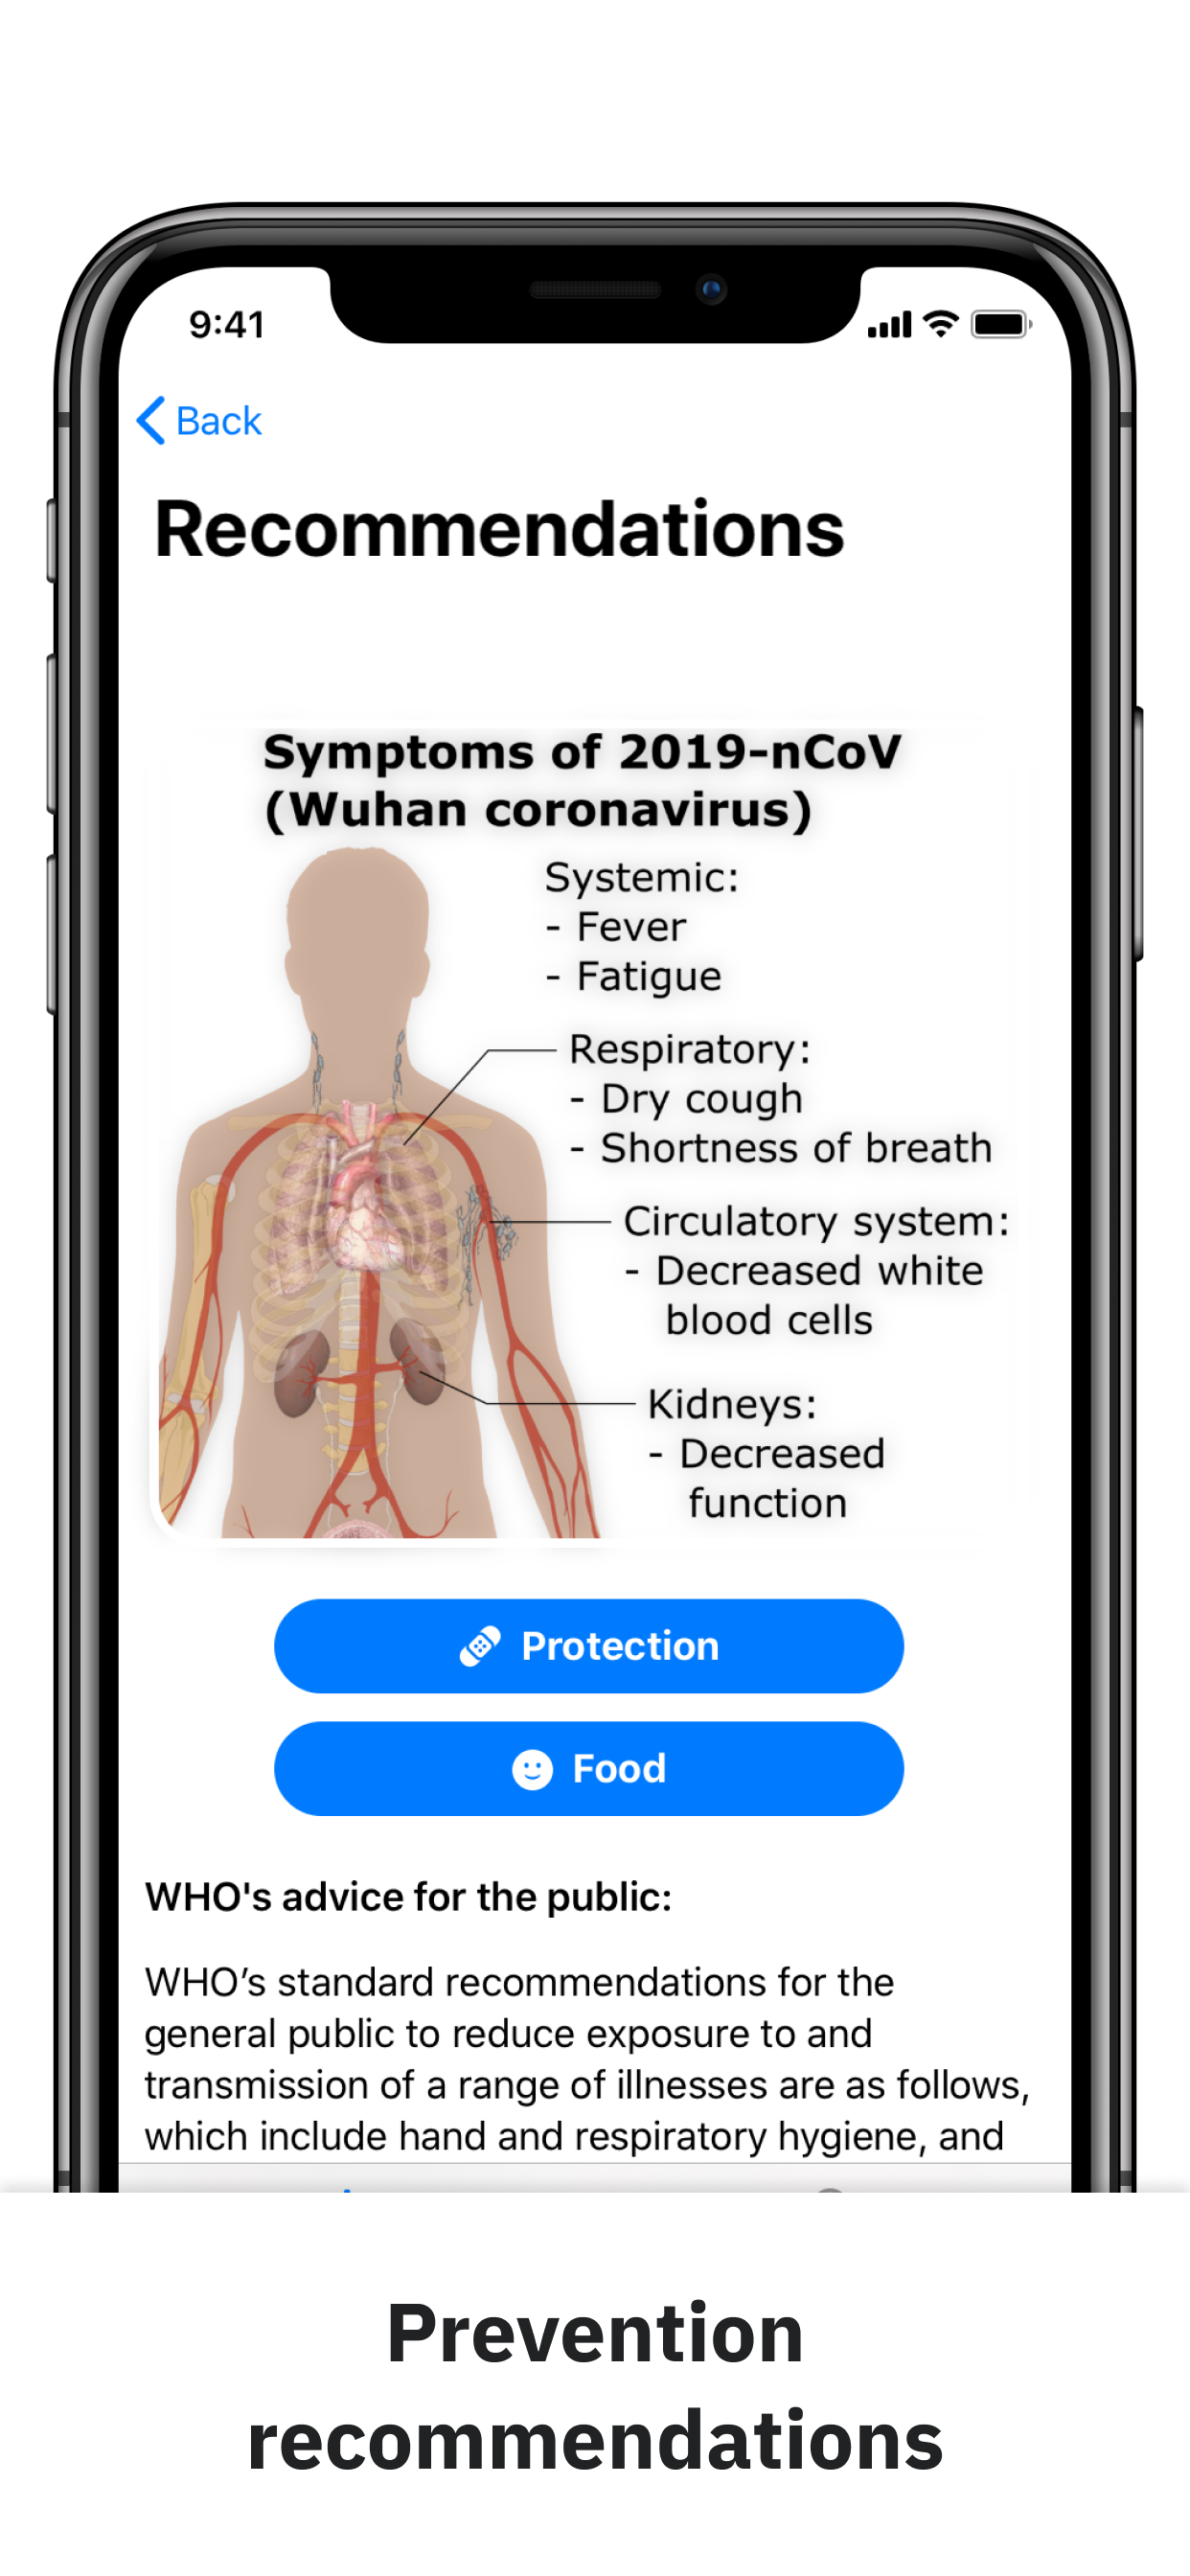 9:41
Back
Recommendations
Symptoms of 2019-nCoV
(Wuhan coronavirus)
Systemic:
- Fever
- Fatigue
Respiratory:
- Dry cough
- Shortness of breath
Circulatory system:
- Decreased white
blood cells
Kidneys:
- Decreased
function
Protection
Food
WHO's advice for the public:
WHO’s standard recommendations for the
general public to reduce exposure to and
transmission of a range of illnesses are as follows,
which include hand and respiratory hygiene, and
Prevention
recommendations